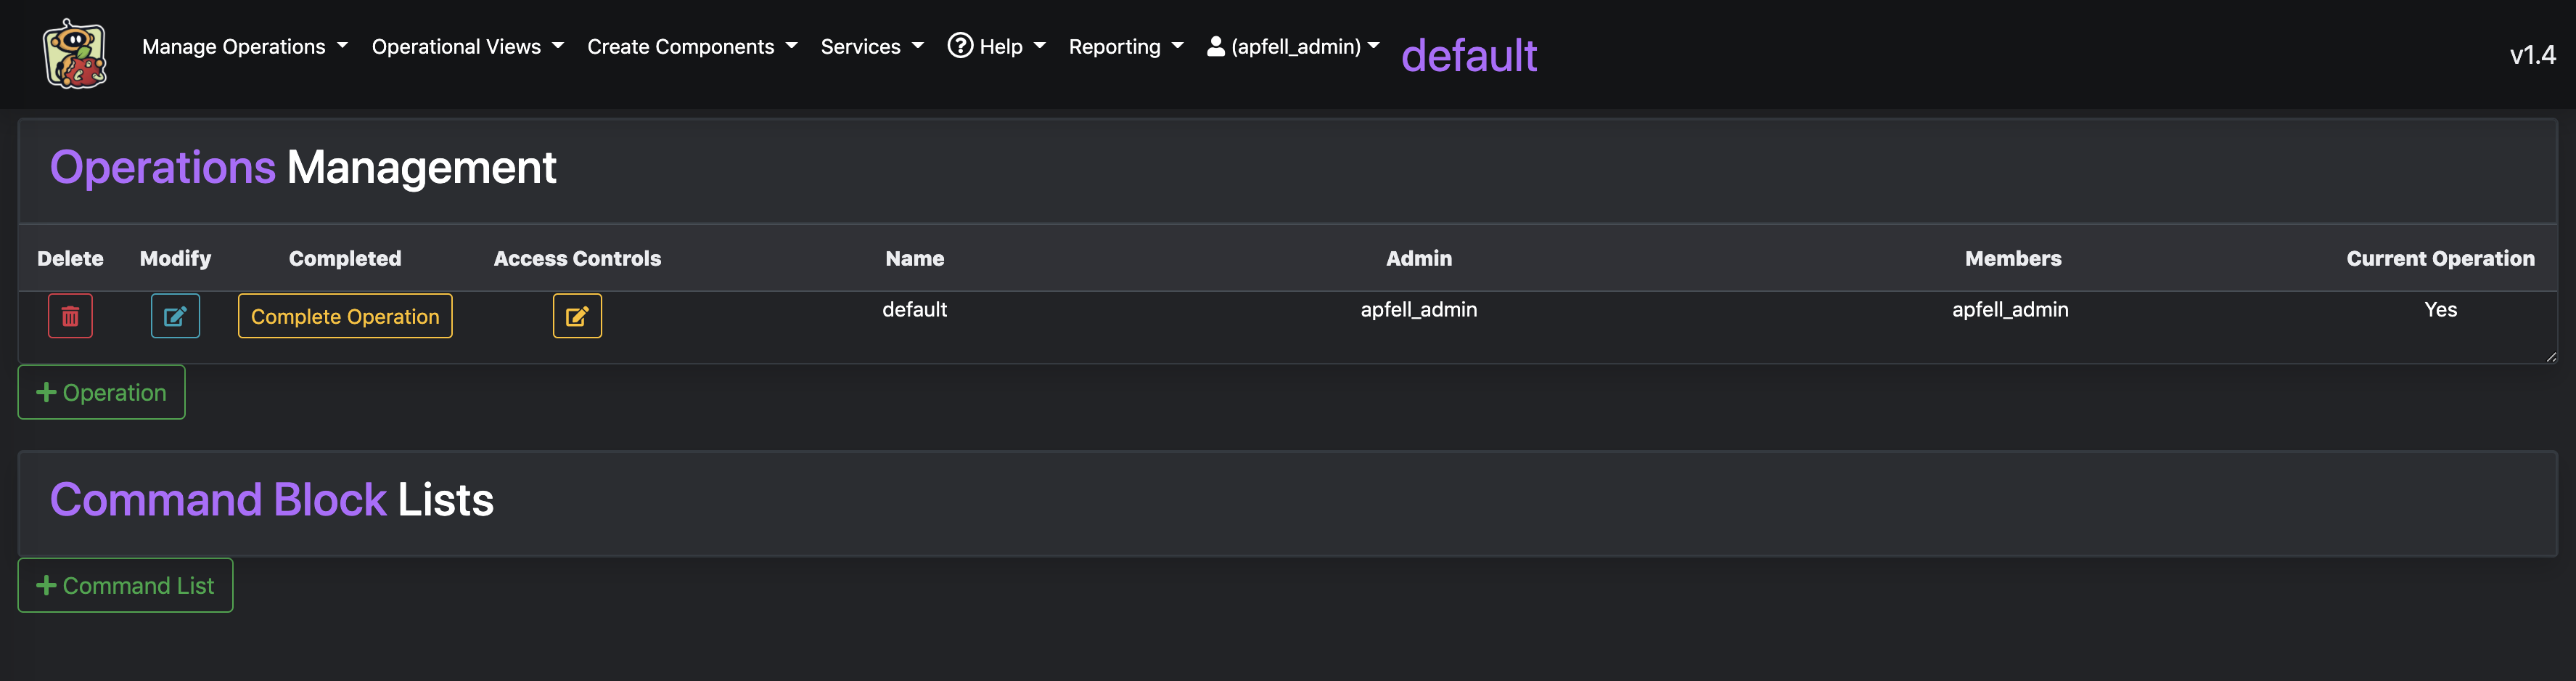 Manage Operations Operational Views Create Components Services Help Reporting (apfell_admin) default v1.4
Operations Management
Delete Modify Completed Access Controls Name Admin Members Current Operation
Complete Operation default apfell_admin apfell_admin Yes
+ Operation
Command Block Lists
+ Command List